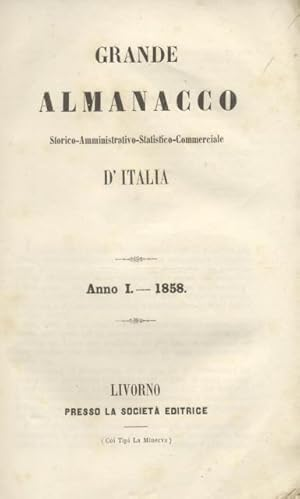 GRANDE
ALMANACCO
Storico-Amministrativo-Statistico-Commerciale
D' ITALIA
Anno I. — 1858.
LIVORNO
PRESSO LA SOCIETÀ EDITRICE
(Coi Tipi La Minerva)